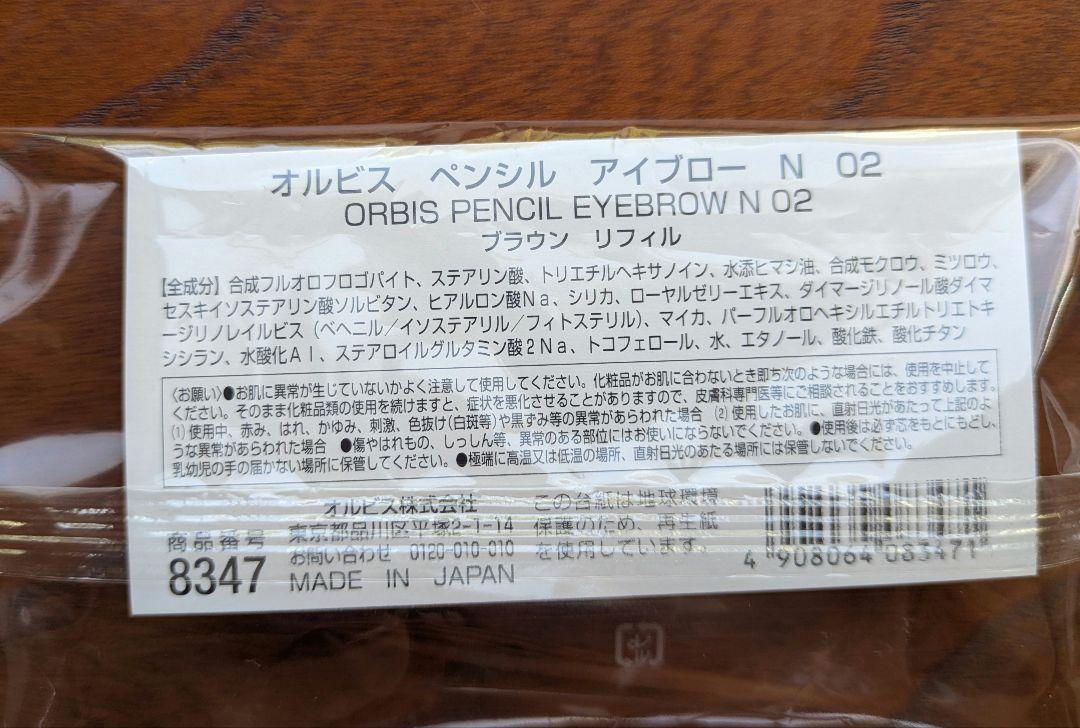 オルビス ペンシル アイブロー N 02
ORBIS PENCIL EYEBROW N 02
ブラウン リフィル
【全成分】合成フルオロフロゴパイト、ステアリン酸、トリエチルヘキサノイン、水添ヒマシ油、合成モクロウ、ミツロウ、
セスキイソステアリン酸ソルビタン、ヒアルロン酸Na、シリカ、ローヤルゼリーエキス、ダイマージリノール酸ダイマ
ージリノレイルビス(ベヘニル/イソステアリル/フィトステリル)、マイカ、パーフルオロヘキシルエチルトリエトキ
シシラン、水酸化Al、ステアロイルグルタミン酸2Na、トコフェロール、水、エタノール、酸化鉄、酸化チタン
〈お願い〉●お肌に異常が生じていないかよく注意して使用してください。化粧品がお肌に合わないとき即ち次のような場合には、使用を中止して
ください。そのまま化粧品類の使用を続けますと、症状を悪化させることがありますので、皮膚科専門医等にご相談されることをおすすめします。
(1)使用中、赤み、はれ、かゆみ、刺激、色抜け(白斑等)や黒ずみ等の異常があらわれた場合 (2)使用したお肌に、直射日光があたって上記のよ
うな異常があらわれた場合 ●傷やはれもの、しっしん等、異常のある部位にはお使いにならないでください。●使用後は必ず芯をもとにもどし、
乳幼児の手の届かない場所に保管してください。●極端に高温又は低温の場所、直射日光のあたる場所には保管しないでください。
商品番号
8347
オルビス株式会社
東京都品川区平塚2-1-14
お問い合わせ 0120-010-010
MADE IN JAPAN
この台紙は地球環境
保護のため、再生紙
を使用しています。
4 908064 083471